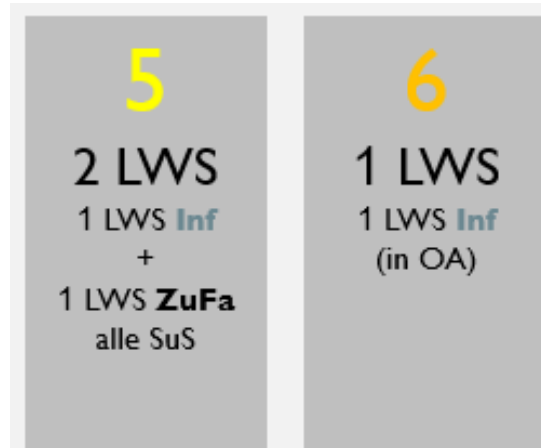 5
2 LWS
1 LWS Inf
+
1 LWS ZuFa
alle SuS
6
1 LWS
1 LWS Inf
(in OA)